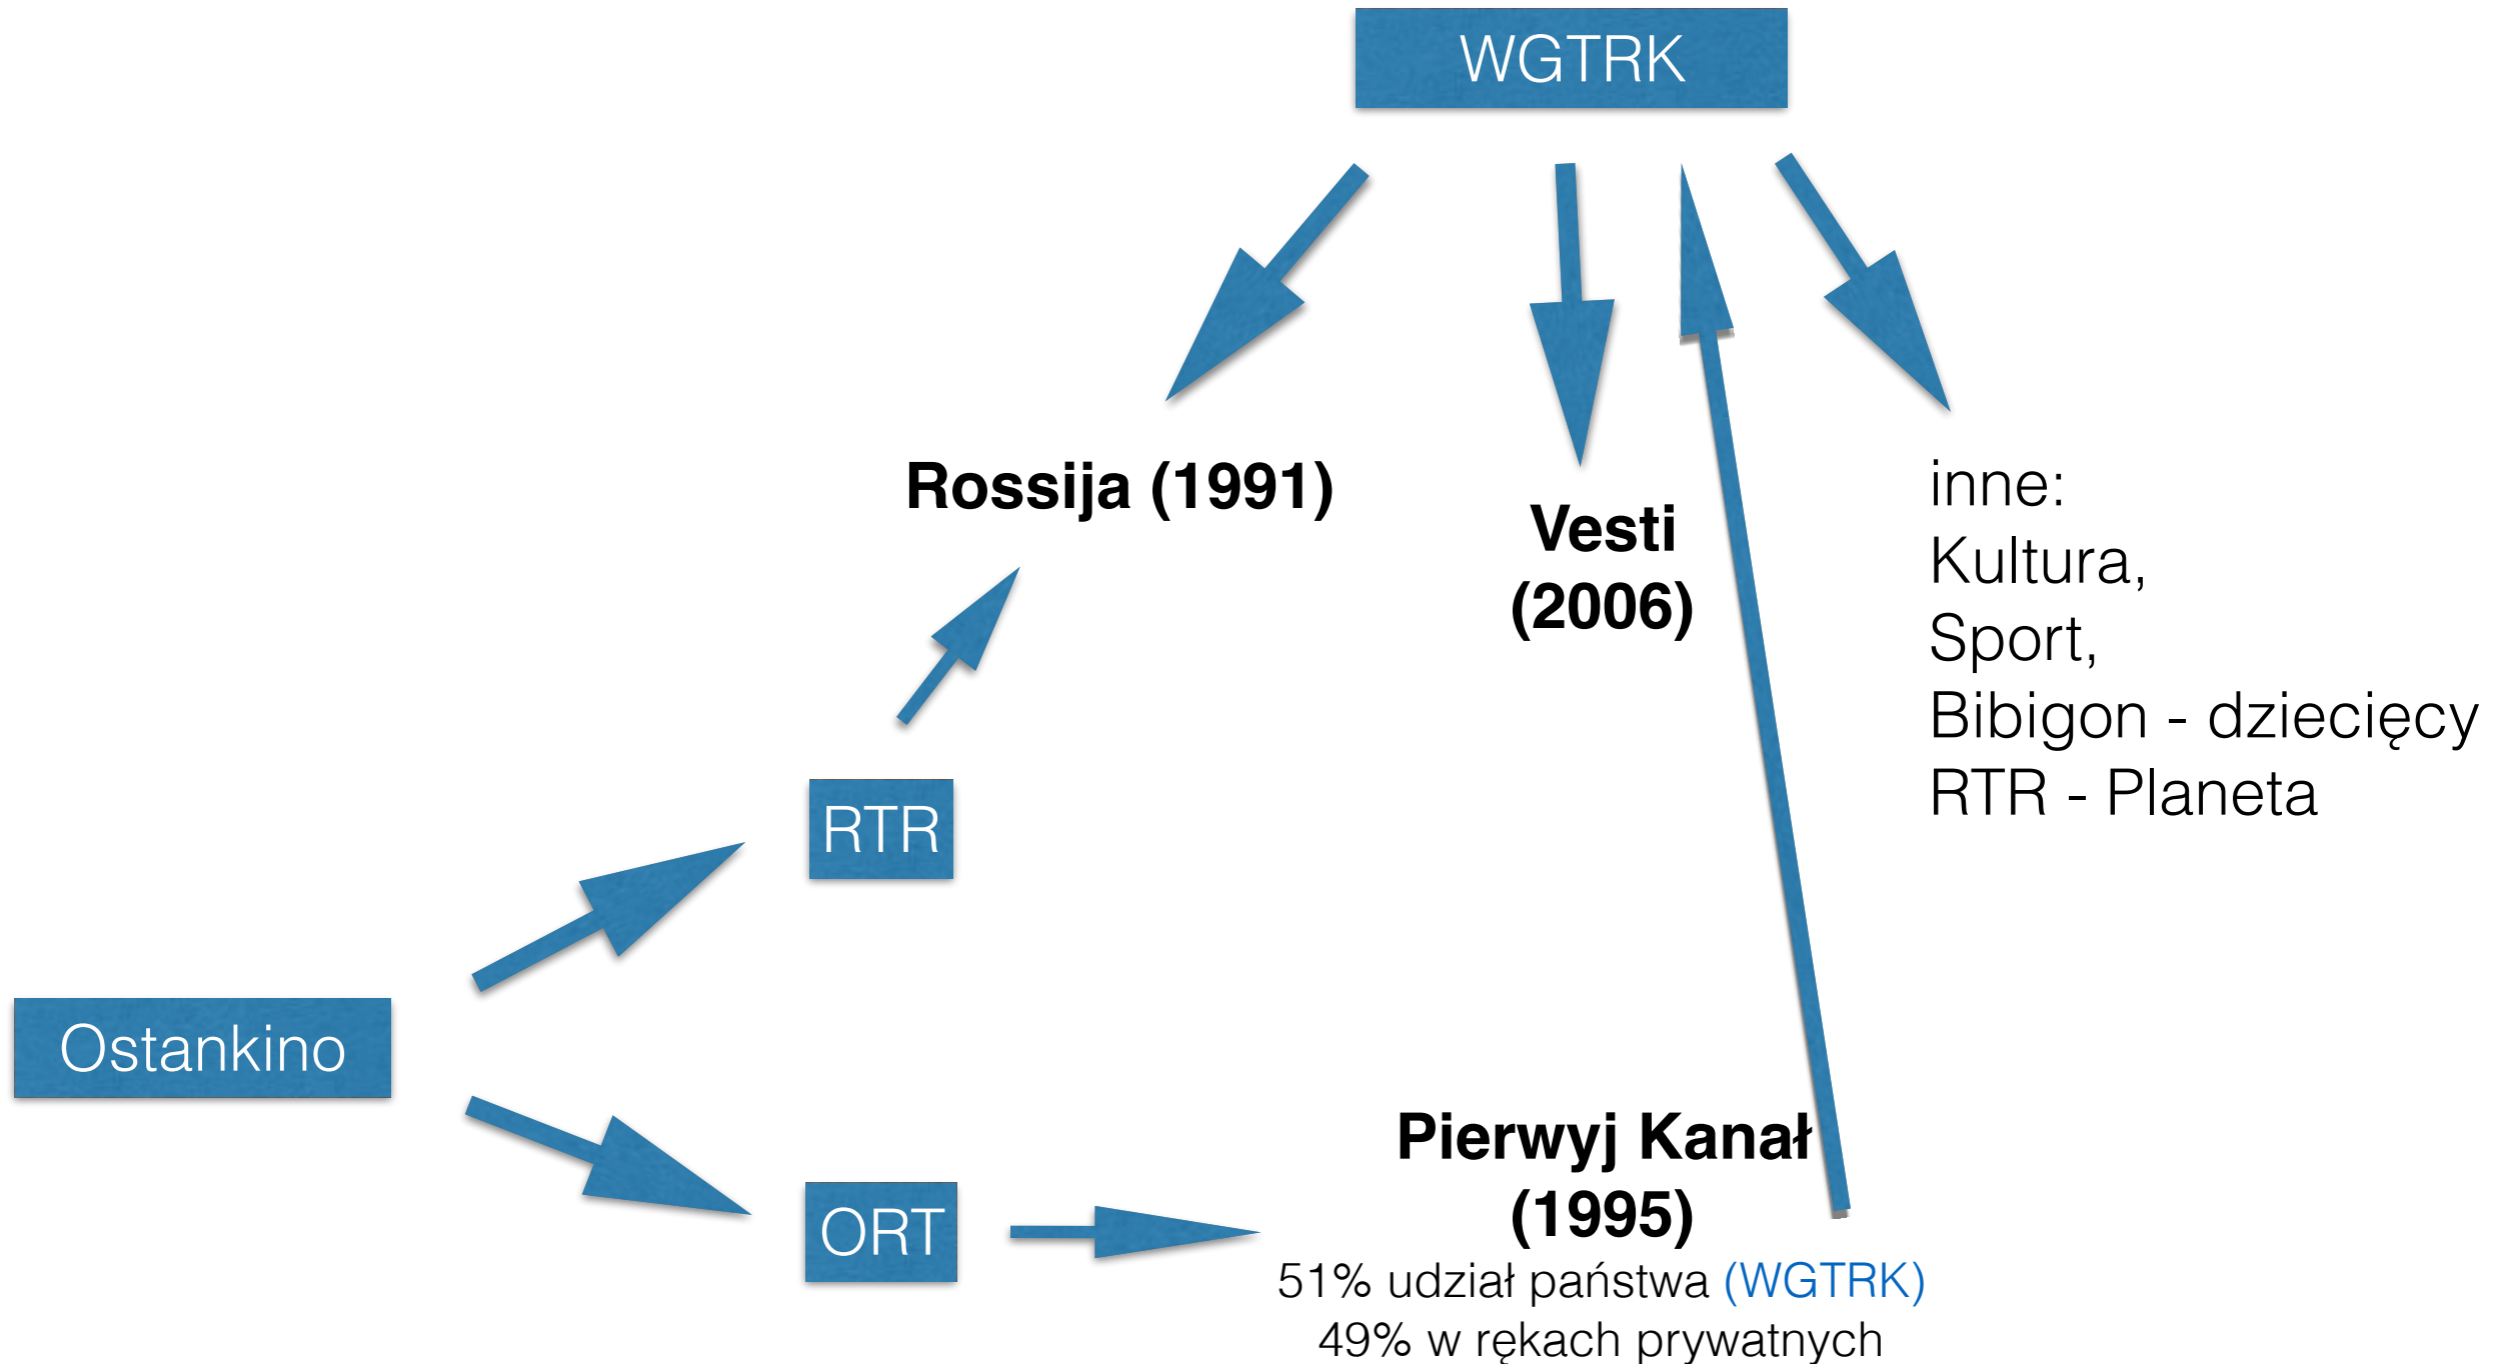 WGTRK
Rossija (1991)
Vesti
(2006)
inne:
Kultura,
Sport,
Bibigon - dziecięcy
RTR - Planeta
RTR
Ostankino
ORT
Pierwyj Kanał
(1995)
51% udział państwa (WGTRK)
49% w rękach prywatnych